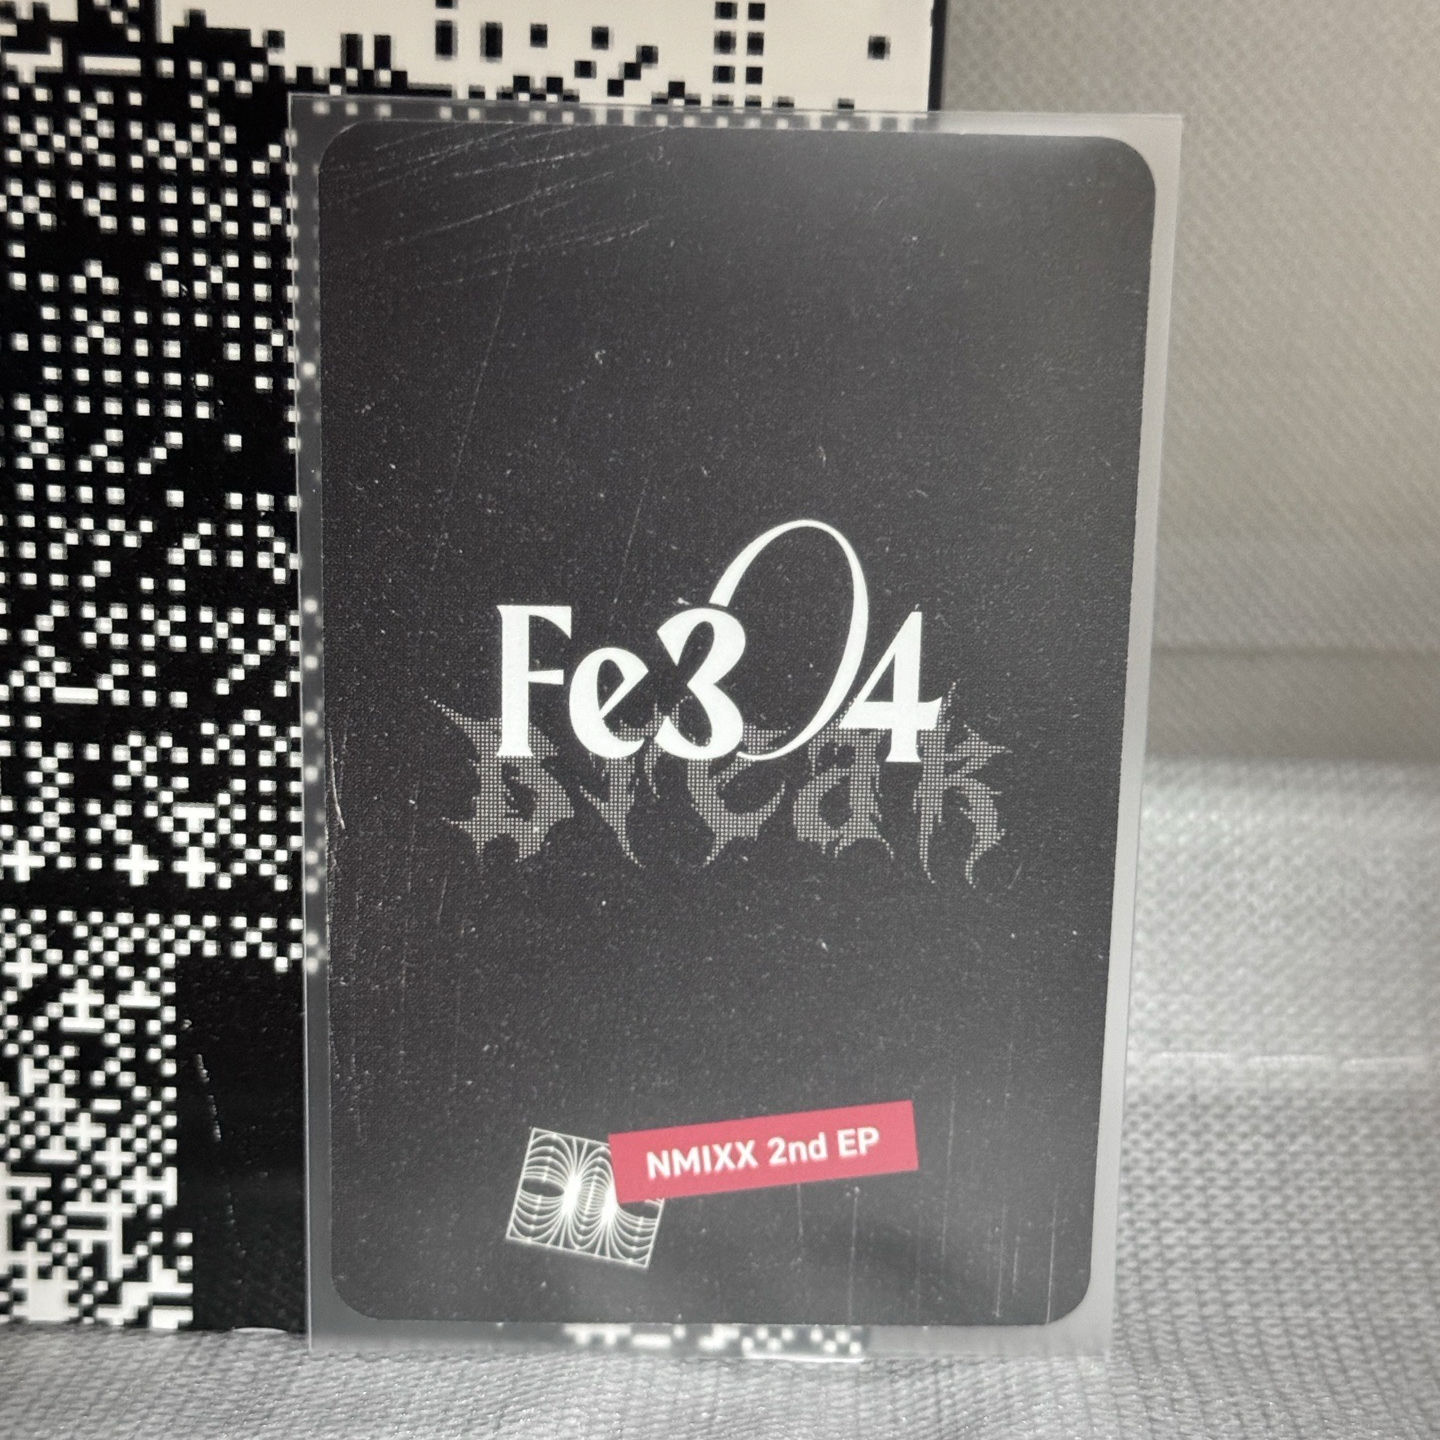 Fe3O4
Break
NMIXX 2nd EP